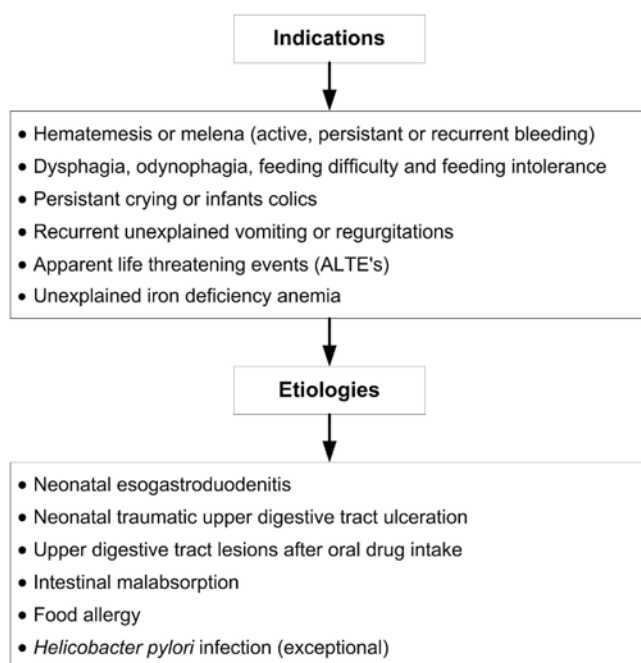 Indications
• Hematemesis or melena (active, persistant or recurrent bleeding)
• Dysphagia, odynophagia, feeding difficulty and feeding intolerance
• Persistant crying or infants colics
• Recurrent unexplained vomiting or regurgitations
• Apparent life threatening events (ALTE's)
• Unexplained iron deficiency anemia
Etiologies
• Neonatal esogastroduodenitis
• Neonatal traumatic upper digestive tract ulceration
• Upper digestive tract lesions after oral drug intake
• Intestinal malabsorption
• Food allergy
• Helicobacter pylori infection (exceptional)